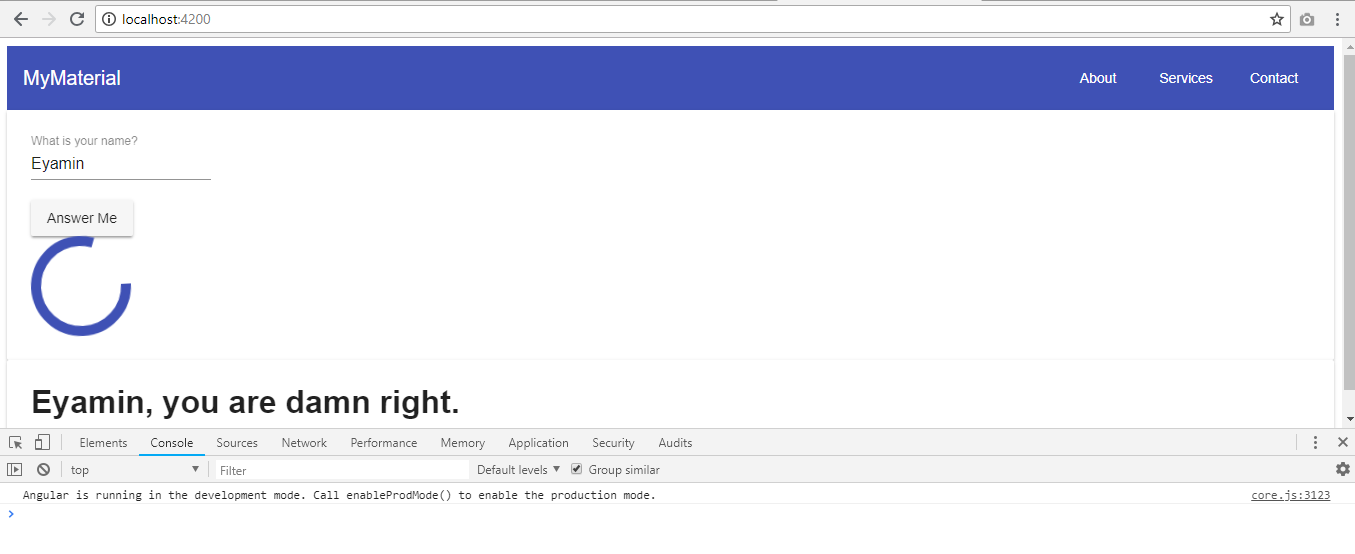 localhost:4200
MyMaterial About Services Contact
What is your name?
Eyamin
Answer Me
Eyamin, you are damn right.
Elements Console Sources Network Performance Memory Application Security Audits
top Filter Default levels Group similar
Angular is running in the development mode. Call enableProdMode() to enable the production mode. core.js:3123